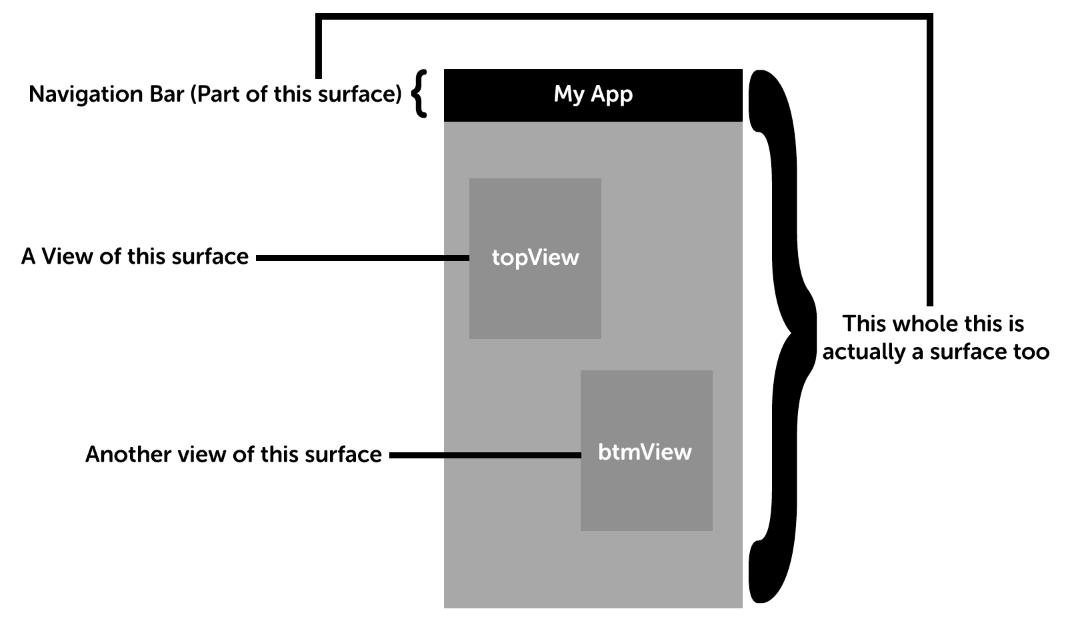 Navigation Bar (Part of this surface)
My App
A View of this surface
topView
This whole this is
actually a surface too
Another view of this surface
btmView